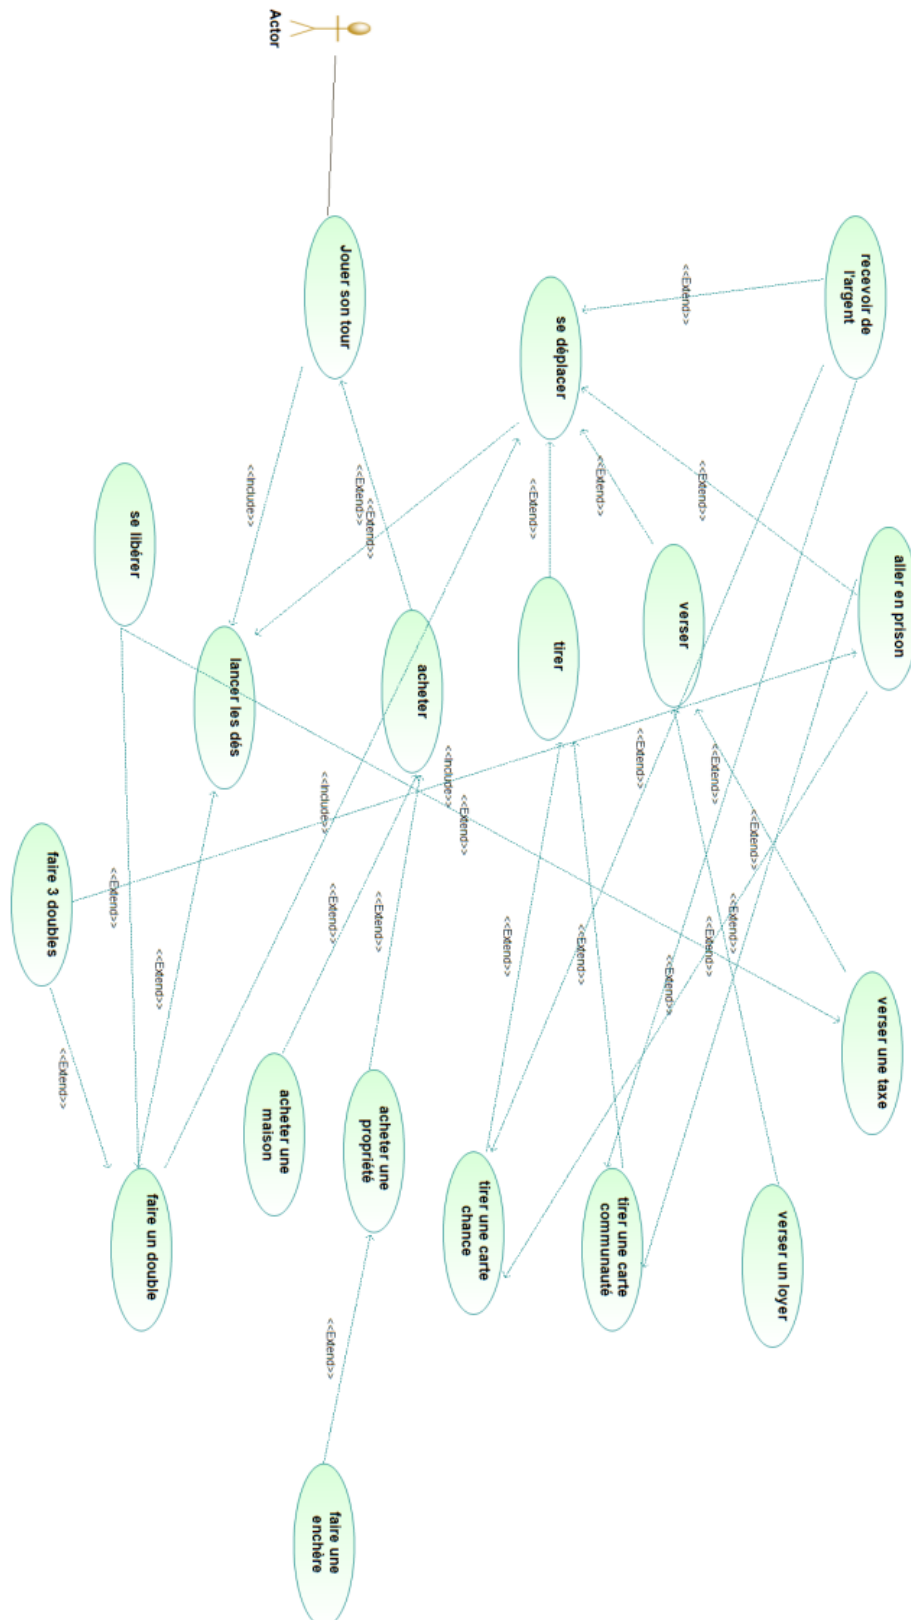 Actor
recevoir de
l'argent
<<Extend>>
Jouer son tour
se déplacer
<<Extend>>
<<Include>>
<<Extend>>
<<Extend>>
<<Extend>>
<<Extend>>
se libérer
aller en prison
verser
tirer
acheter
lancer les dés
<<Extend>>
<<Extend>>
<<Include>>
<<Extend>>
<<Include>>
<<Extend>>
faire 3 doubles
<<Extend>>
<<Extend>>
<<Extend>>
<<Extend>>
<<Extend>>
<<Extend>>
<<Extend>>
<<Extend>>
<<Extend>>
<<Extend>>
verser une taxe
<<Extend>>
acheter une
maison
acheter une
propriété
tirer une carte
chance
tirer une carte
communauté
verser un loyer
faire un double
<<Extend>>
faire une
enchère